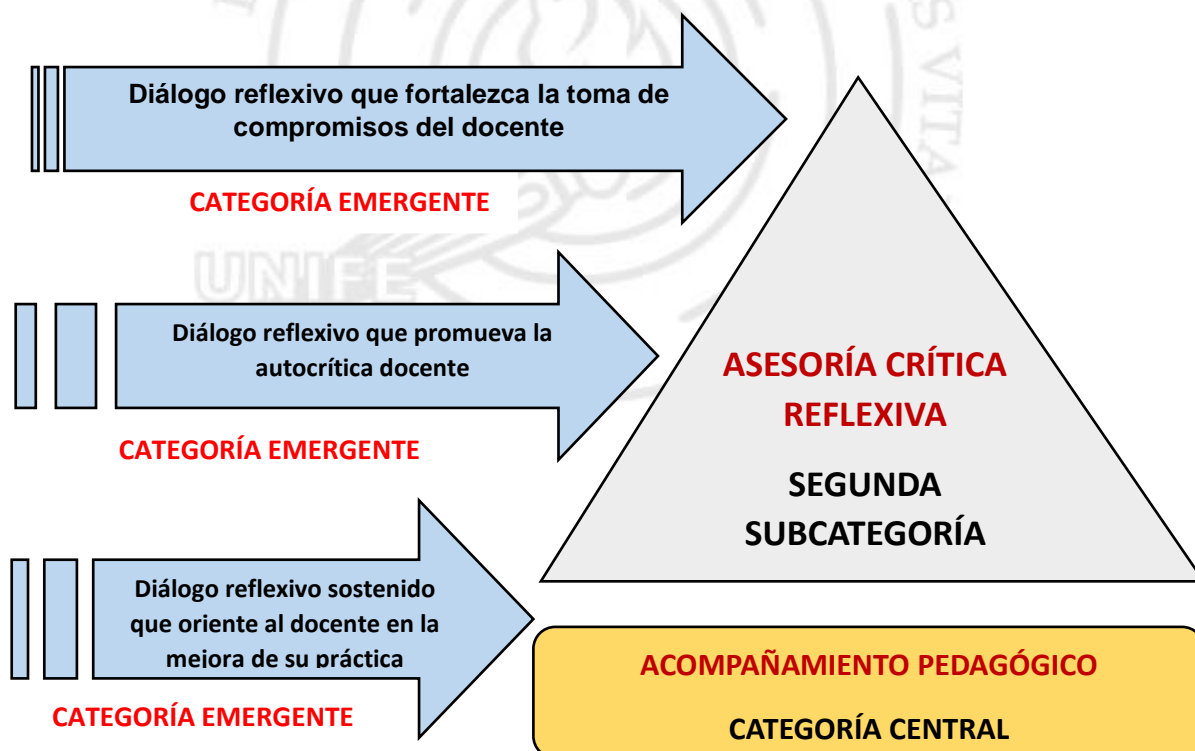 Diálogo reflexivo que fortalezca la toma de
compromisos del docente
CATEGORÍA EMERGENTE
UNIFE
Diálogo reflexivo que promueva la
autocrítica docente
CATEGORÍA EMERGENTE
Diálogo reflexivo sostenido
que oriente al docente en la
mejora de su práctica
CATEGORÍA EMERGENTE
ASESORÍA CRÍTICA
REFLEXIVA
SEGUNDA
SUBCATEGORÍA
ACOMPAÑAMIENTO PEDAGÓGICO
CATEGORÍA CENTRAL
S VITA